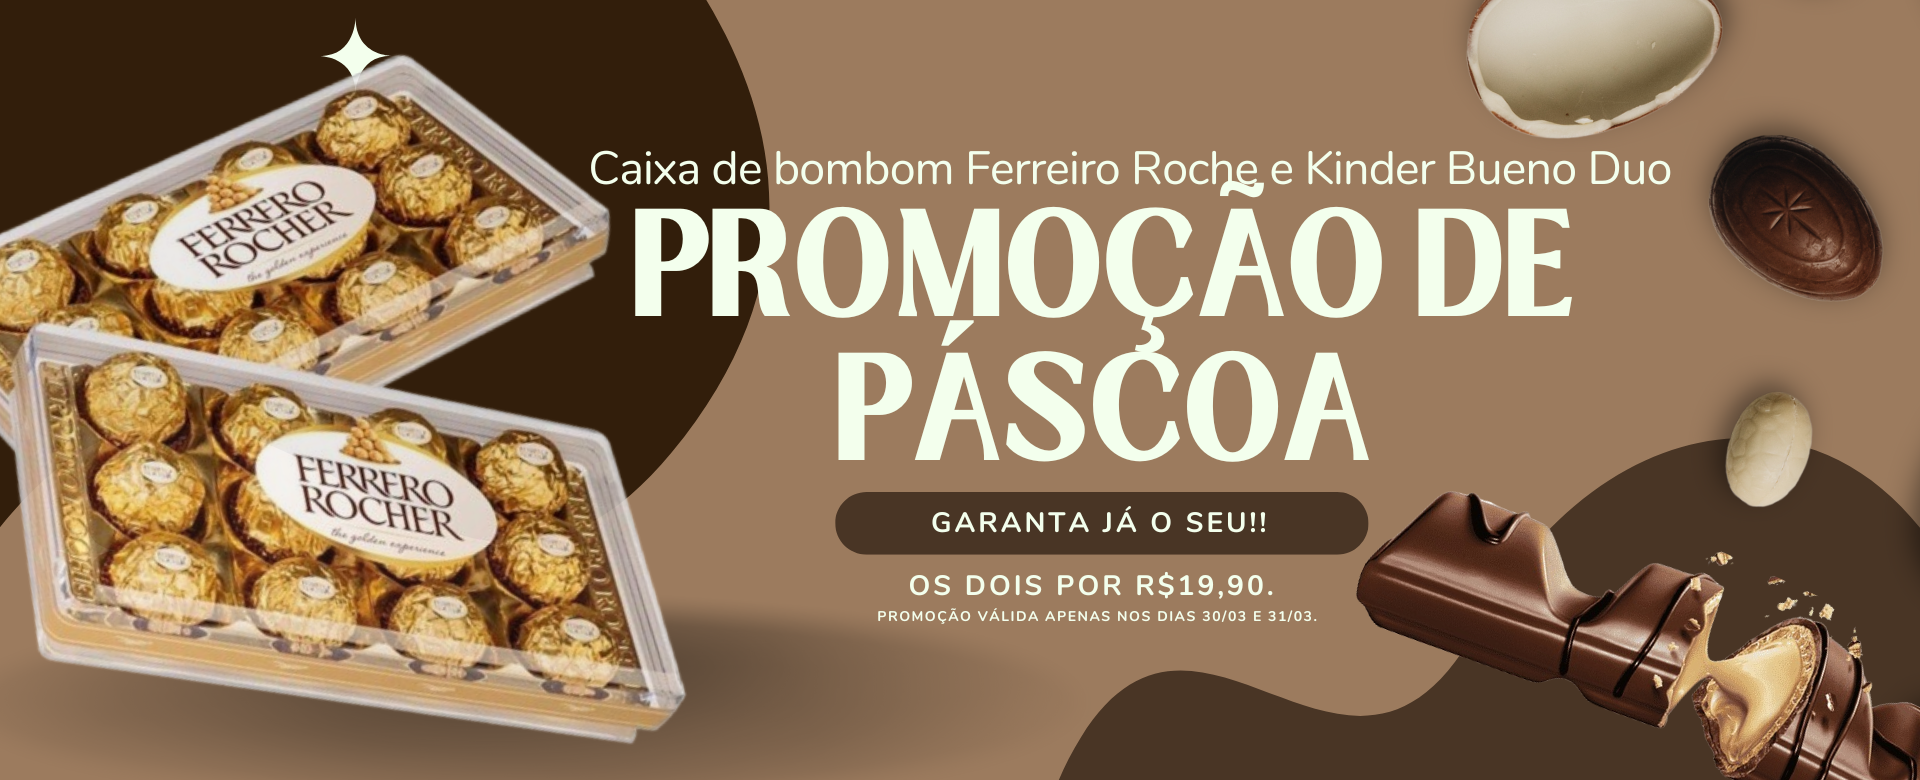 Caixa de bombom Ferreiro Roche e Kinder Bueno Duo
PROMOÇÃO DE
PÁSCOA
GARANTA JÁ O SEU!!
OS DOIS POR R$19,90.
PROMOÇÃO VÁLIDA APENAS NOS DIAS 30/03 E 31/03.
FERRERO
ROCHER
the golden experience
FERRERO
ROCHER
the golden experience